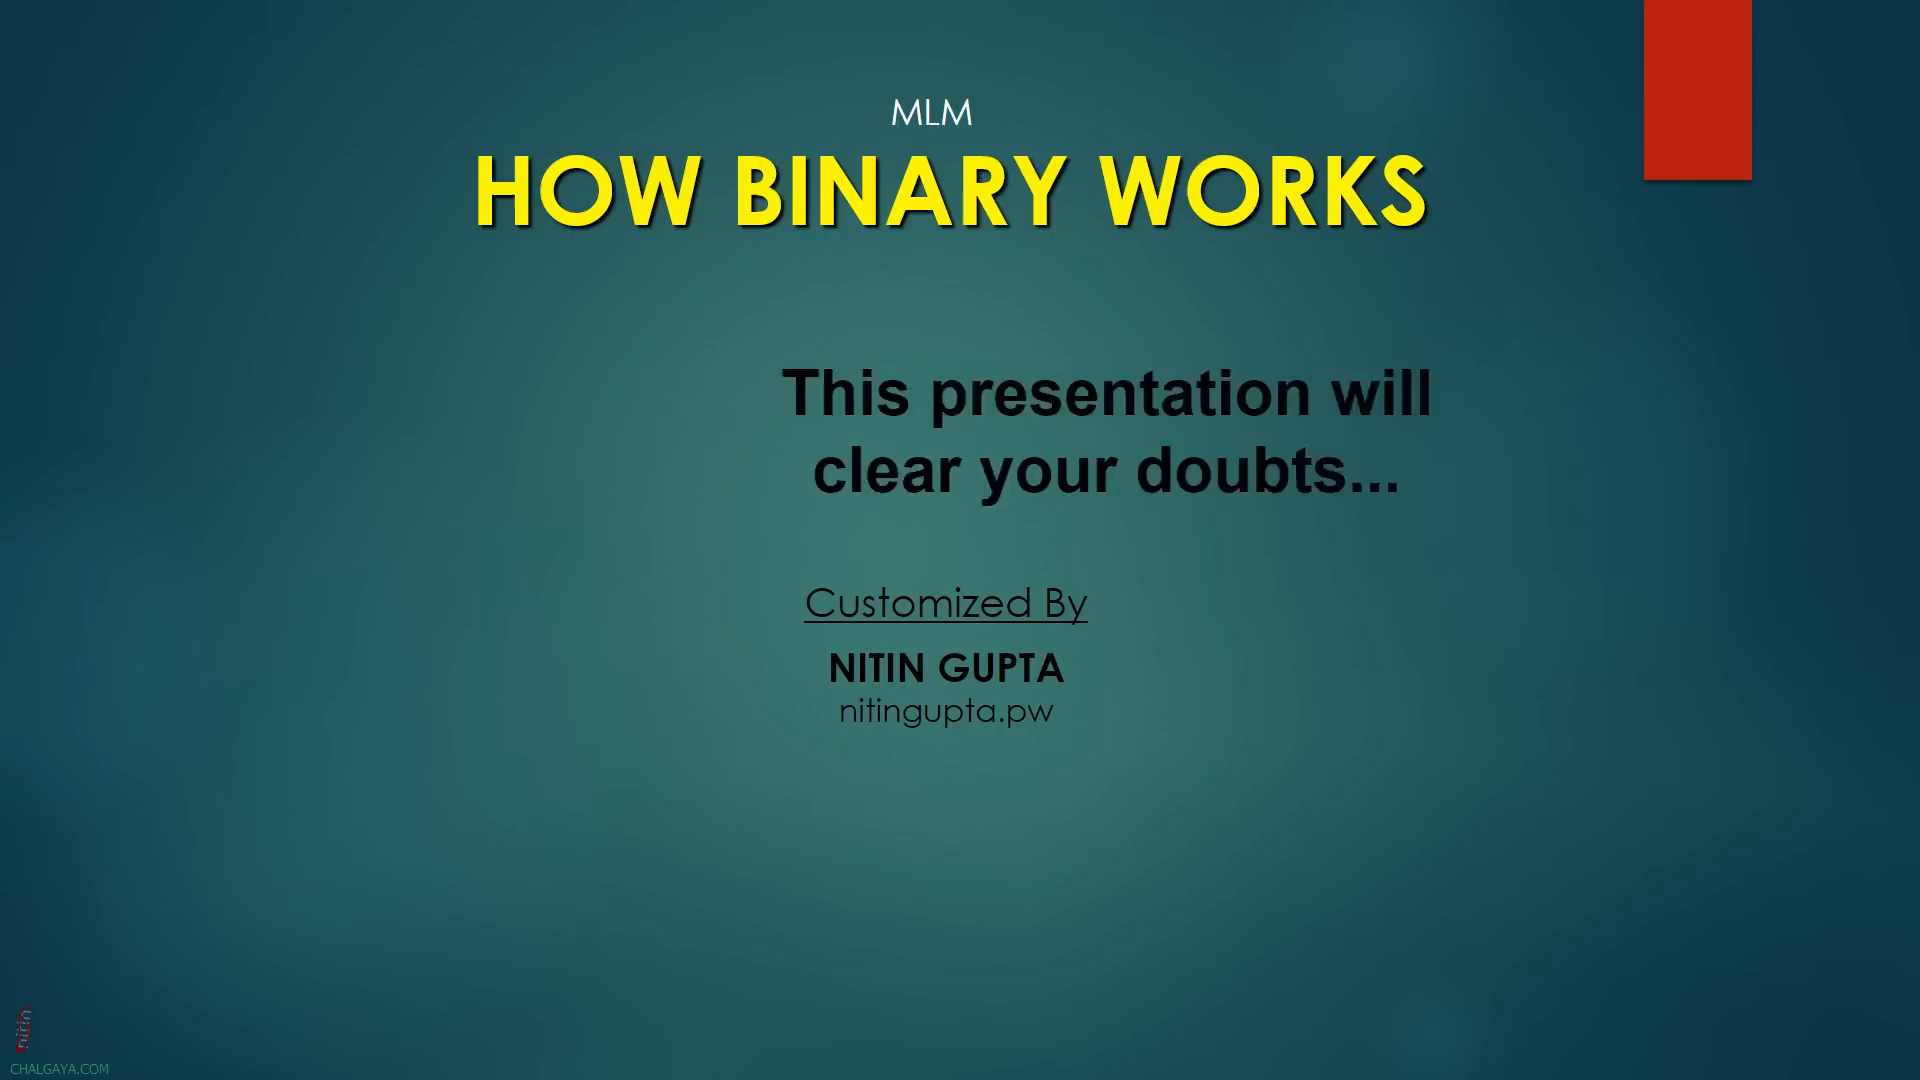 MLM
HOW BINARY WORKS
This presentation will
clear your doubts...
Customized By
NITIN GUPTA
nitingupta.pw
CHALGAYA.COM